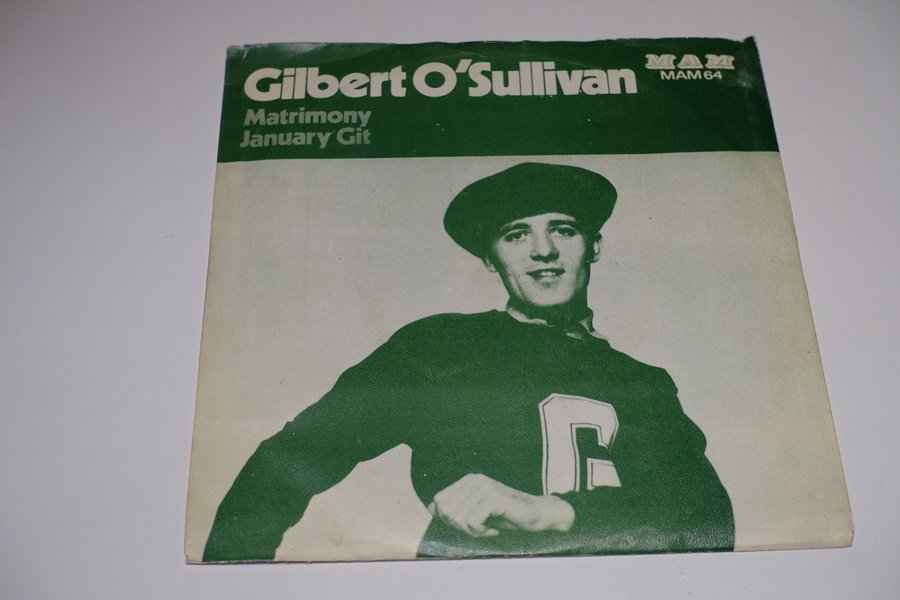 Gilbert O'Sullivan
Matrimony
January Git
MAM
MAM 64
G